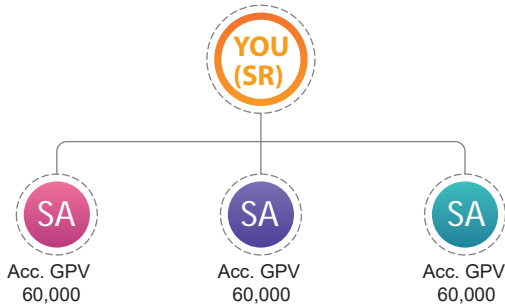 YOU
(SR)
SA
SA
SA
Acc. GPV
60,000
Acc. GPV
60,000
Acc. GPV
60,000